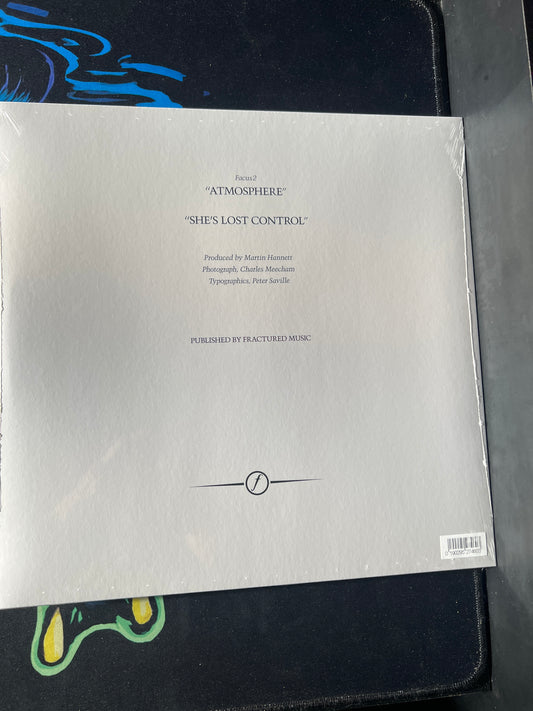 Facus 2
“ATMOSPHERE”
“SHE'S LOST CONTROL”
Produced by Martin Hannett
Photograph, Charles Meecham
Typographics, Peter Saville
PUBLISHED BY FRACTURED MUSIC
f